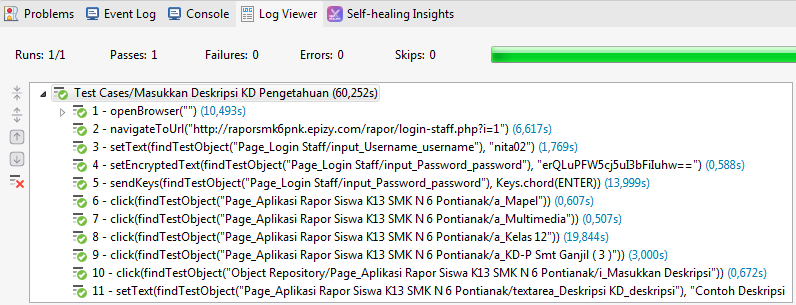 Problems Event Log Console Log Viewer Self-healing Insights
Runs: 1/1 Passes: 1 Failures: 0 Errors: 0 Skips: 0
Test Cases/Masukkan Deskripsi KD Pengetahuan (60,252s)
1 - openBrowser("") (10,493s)
2 - navigateToUrl("http://raporsmk6pnk.epizy.com/rapor/login-staff.php?i=1") (6,617s)
3 - setText(findTestObject("Page_Login Staff/input_Username_username"), "nita02") (1,769s)
4 - setEncryptedText(findTestObject("Page_Login Staff/input_Password_password"), "erQLuPFW5cj5uI3bFiIuhw==") (0,588s)
5 - sendKeys(findTestObject("Page_Login Staff/input_Password_password"), Keys.chord(ENTER)) (13,999s)
6 - click(findTestObject("Page_Aplikasi Rapor Siswa K13 SMK N 6 Pontianak/a_Mapel")) (0,607s)
7 - click(findTestObject("Page_Aplikasi Rapor Siswa K13 SMK N 6 Pontianak/a_Multimedia")) (0,507s)
8 - click(findTestObject("Page_Aplikasi Rapor Siswa K13 SMK N 6 Pontianak/a_Kelas 12")) (19,844s)
9 - click(findTestObject("Page_Aplikasi Rapor Siswa K13 SMK N 6 Pontianak/a_KD-P Smt Ganjil ( 3 )")) (3,000s)
10 - click(findTestObject("Object Repository/Page_Aplikasi Rapor Siswa K13 SMK N 6 Pontianak/i_Masukkan Deskripsi")) (0,672s)
11 - setText(findTestObject("Page_Aplikasi Rapor Siswa K13 SMK N 6 Pontianak/textarea_Deskripsi KD_deskripsi"), "Contoh Deskripsi